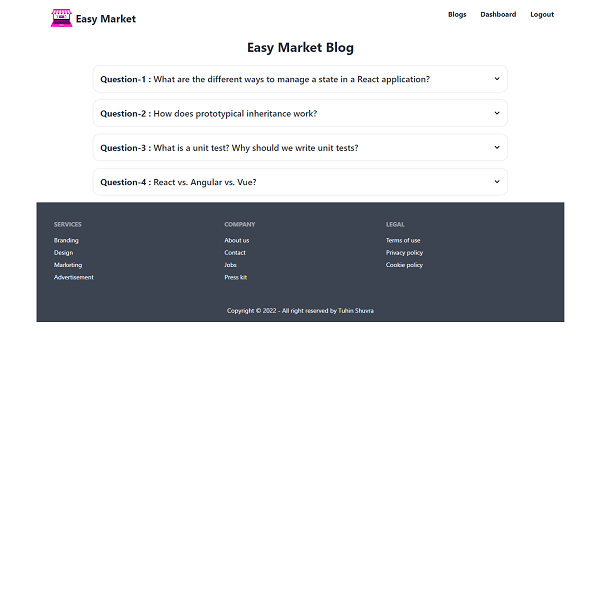 Easy Market
Blogs Dashboard Logout
Easy Market Blog
Question-1 : What are the different ways to manage a state in a React application?
Question-2 : How does prototypical inheritance work?
Question-3 : What is a unit test? Why should we write unit tests?
Question-4 : React vs. Angular vs. Vue?
SERVICES
Branding
Design
Marketing
Advertisement
COMPANY
About us
Contact
Jobs
Press kit
LEGAL
Terms of use
Privacy policy
Cookie policy
Copyright © 2022 - All right reserved by Tuhin Shuvra